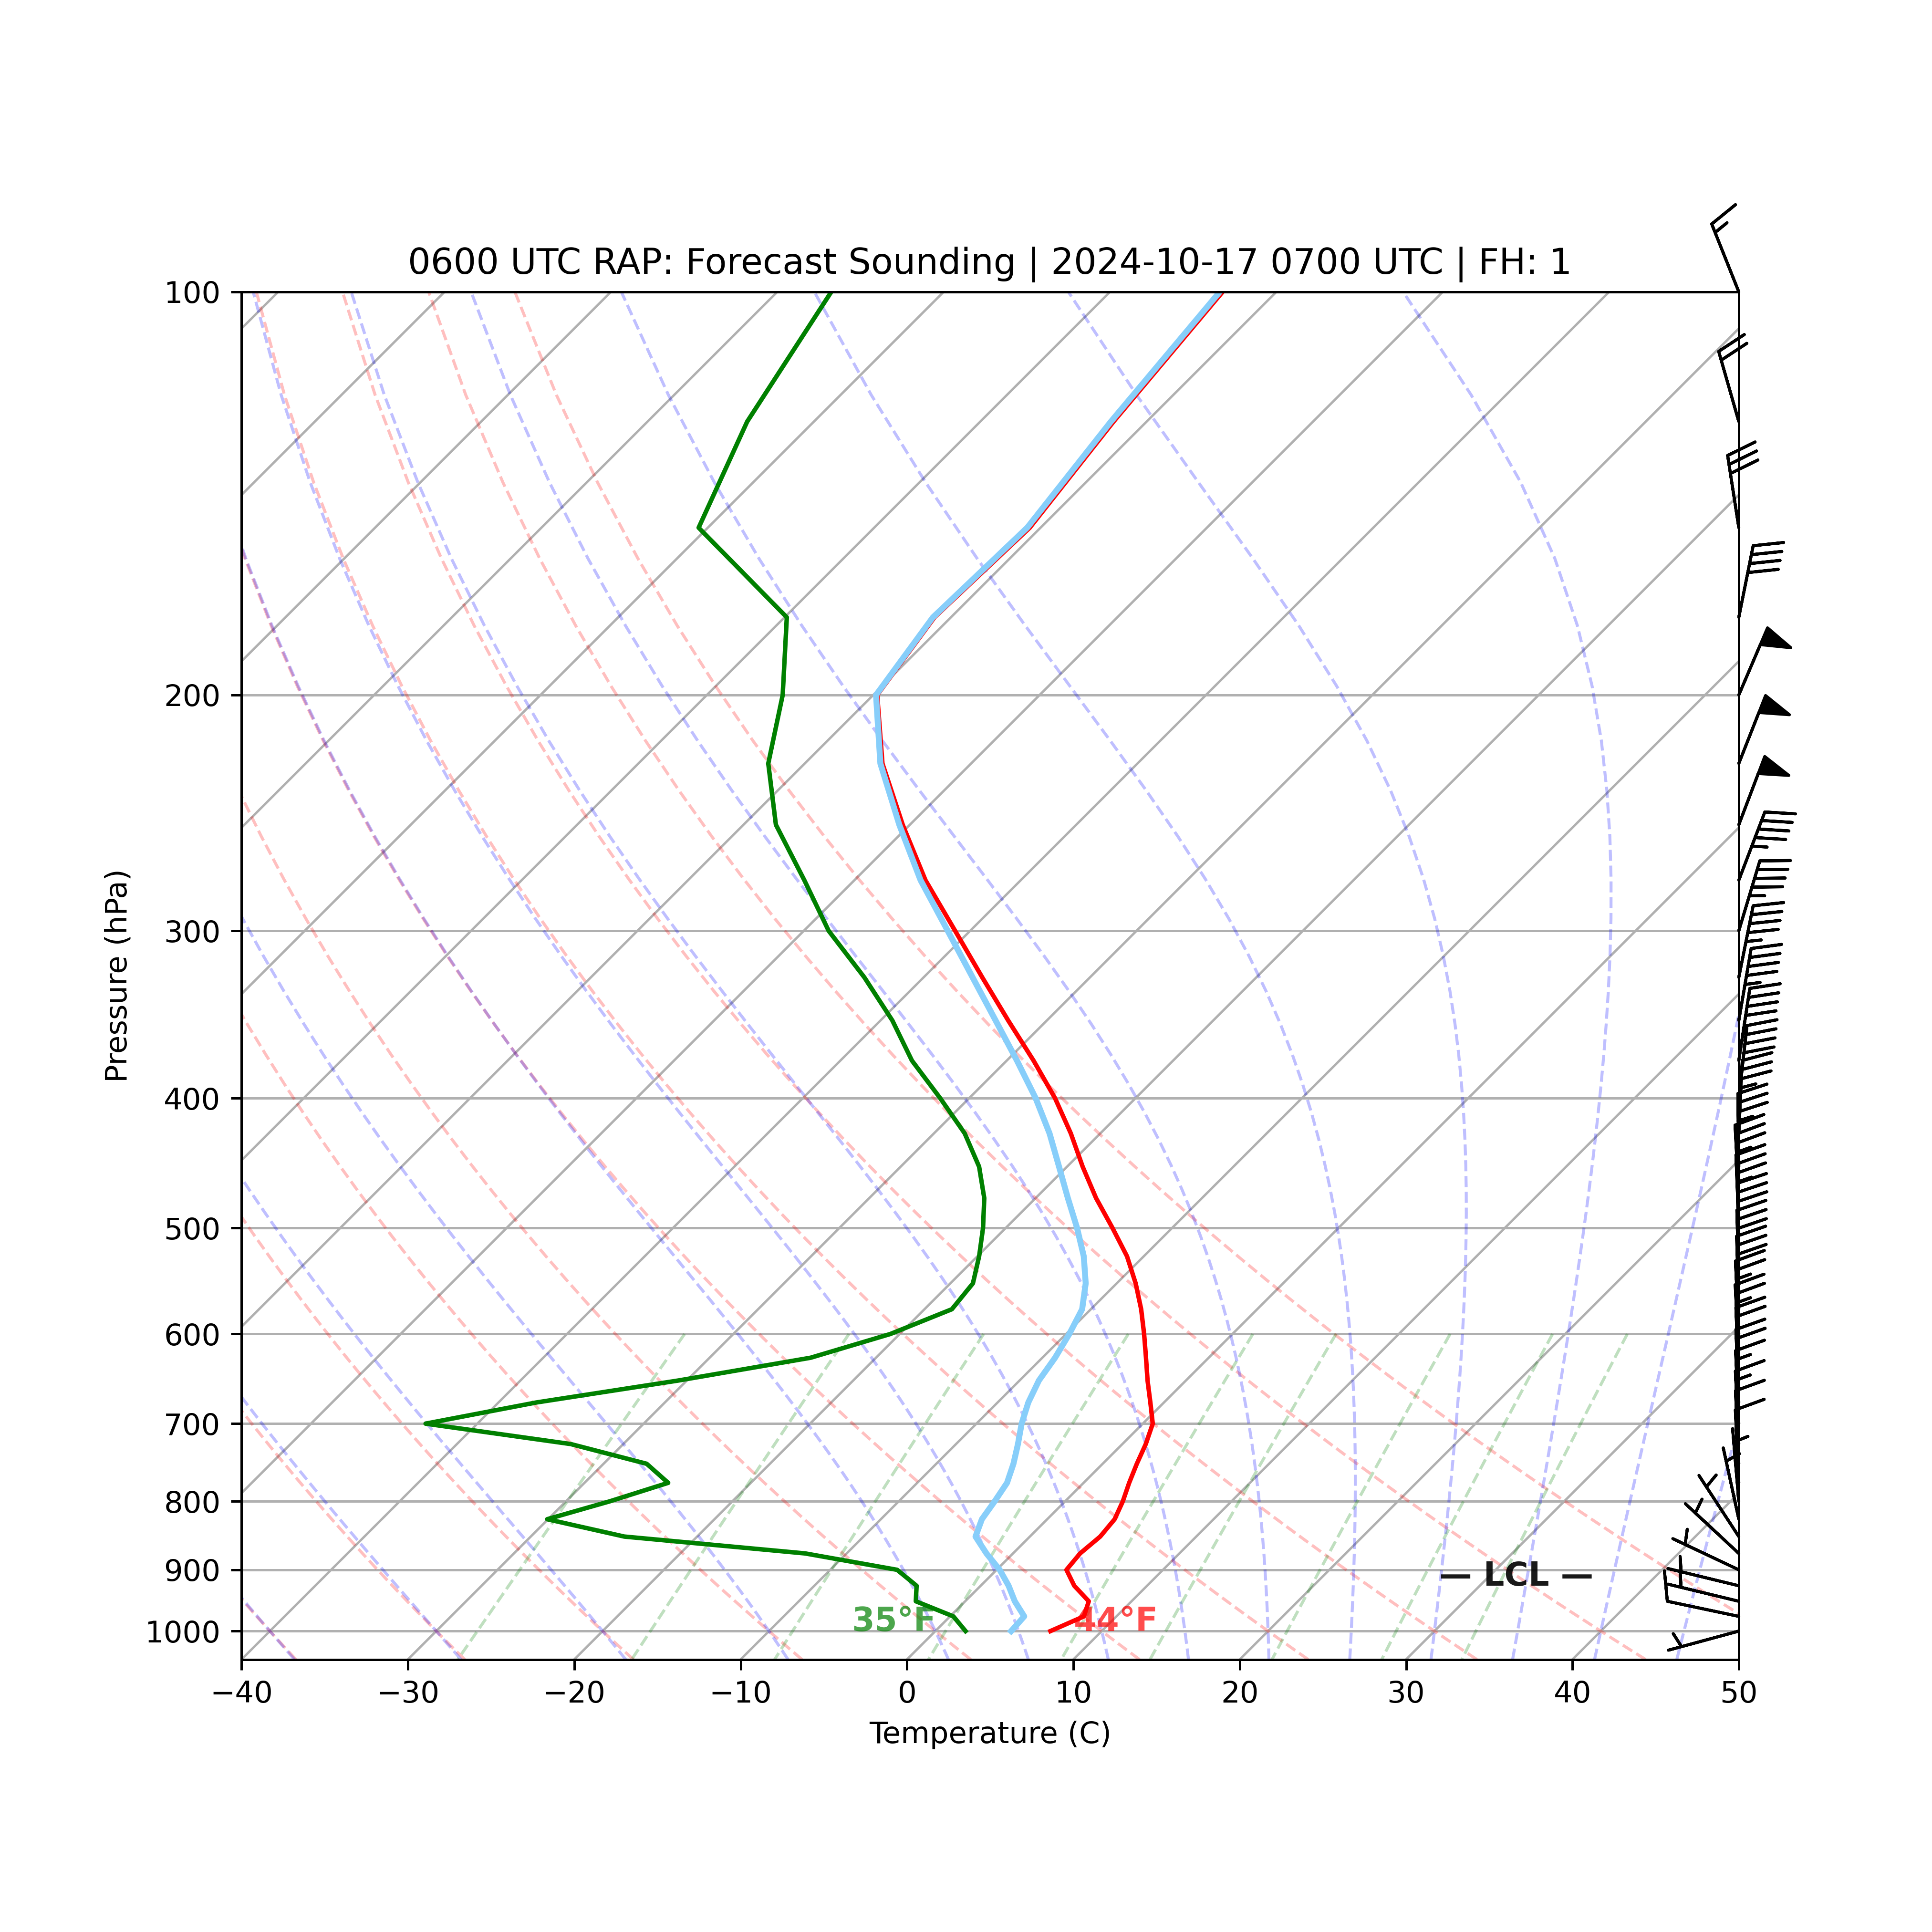 0600 UTC RAP: Forecast Sounding | 2024-10-17 0700 UTC | FH: 1
100
200
300
400
500
600
700
800
900
1000
Pressure (hPa)
— LCL —
35°F
44°F
−40 −30 −20 −10 0 10 20 30 40 50
Temperature (C)